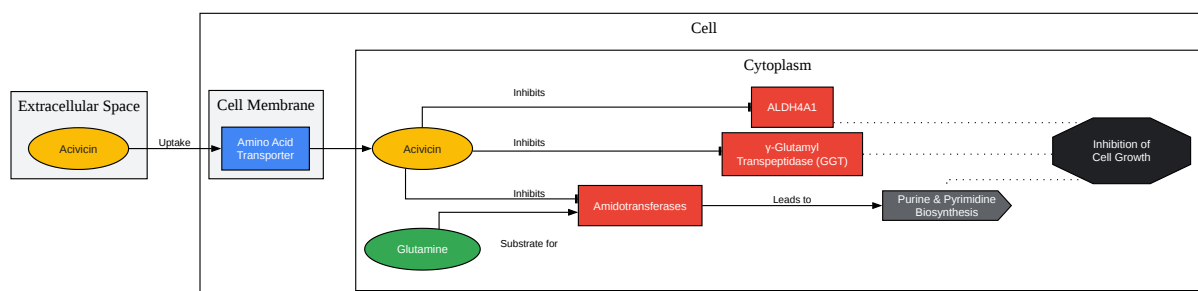 Cell
Cytoplasm
Extracellular Space
Cell Membrane
Inhibits
ALDH4A1
Acivicin
Uptake
Amino Acid
Transporter
Acivicin
Inhibits
γ-Glutamyl
Transpeptidase (GGT)
Inhibition of
Cell Growth
Inhibits
Amidotransferases
Leads to
Purine & Pyrimidine
Biosynthesis
Glutamine
Substrate for